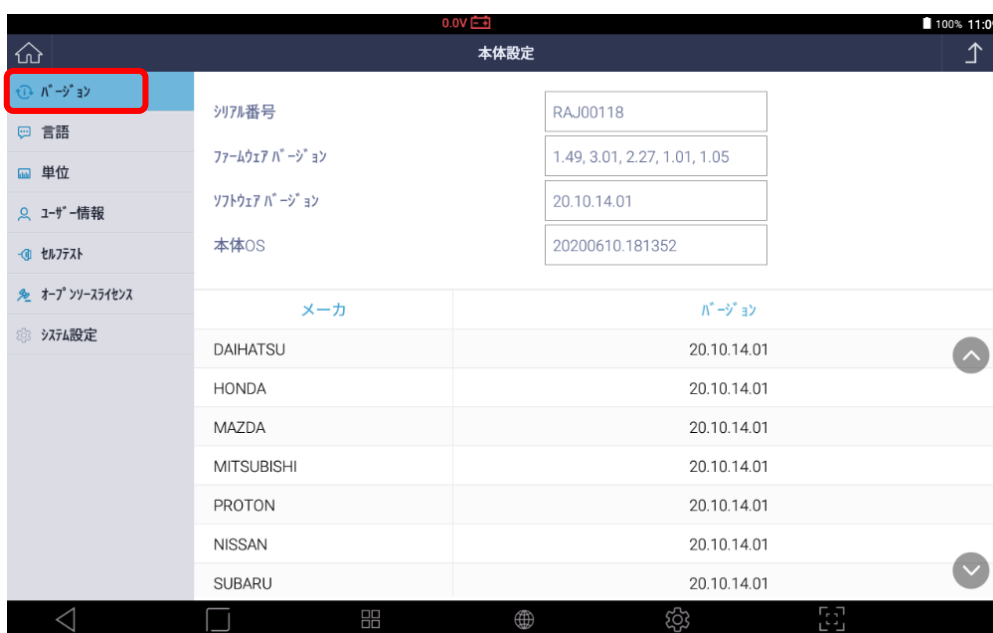 0.0V
100% 11:0
本体設定
ﾊﾞｰｼﾞｮﾝ
言語
単位
ﾕｰｻﾞｰ情報
ｾﾙﾌﾃｽﾄ
ｵｰﾌﾟﾝｿｰｽﾗｲｾﾝｽ
ｼｽﾃﾑ設定
ｼﾘｱﾙ番号 RAJ00118
ﾌｧｰﾑｳｪｱ ﾊﾞｰｼﾞｮﾝ 1.49, 3.01, 2.27, 1.01, 1.05
ｿﾌﾄｳｪｱ ﾊﾞｰｼﾞｮﾝ 20.10.14.01
本体OS 20200610.181352
メーカ ﾊﾞｰｼﾞｮﾝ
DAIHATSU 20.10.14.01
HONDA 20.10.14.01
MAZDA 20.10.14.01
MITSUBISHI 20.10.14.01
PROTON 20.10.14.01
NISSAN 20.10.14.01
SUBARU 20.10.14.01